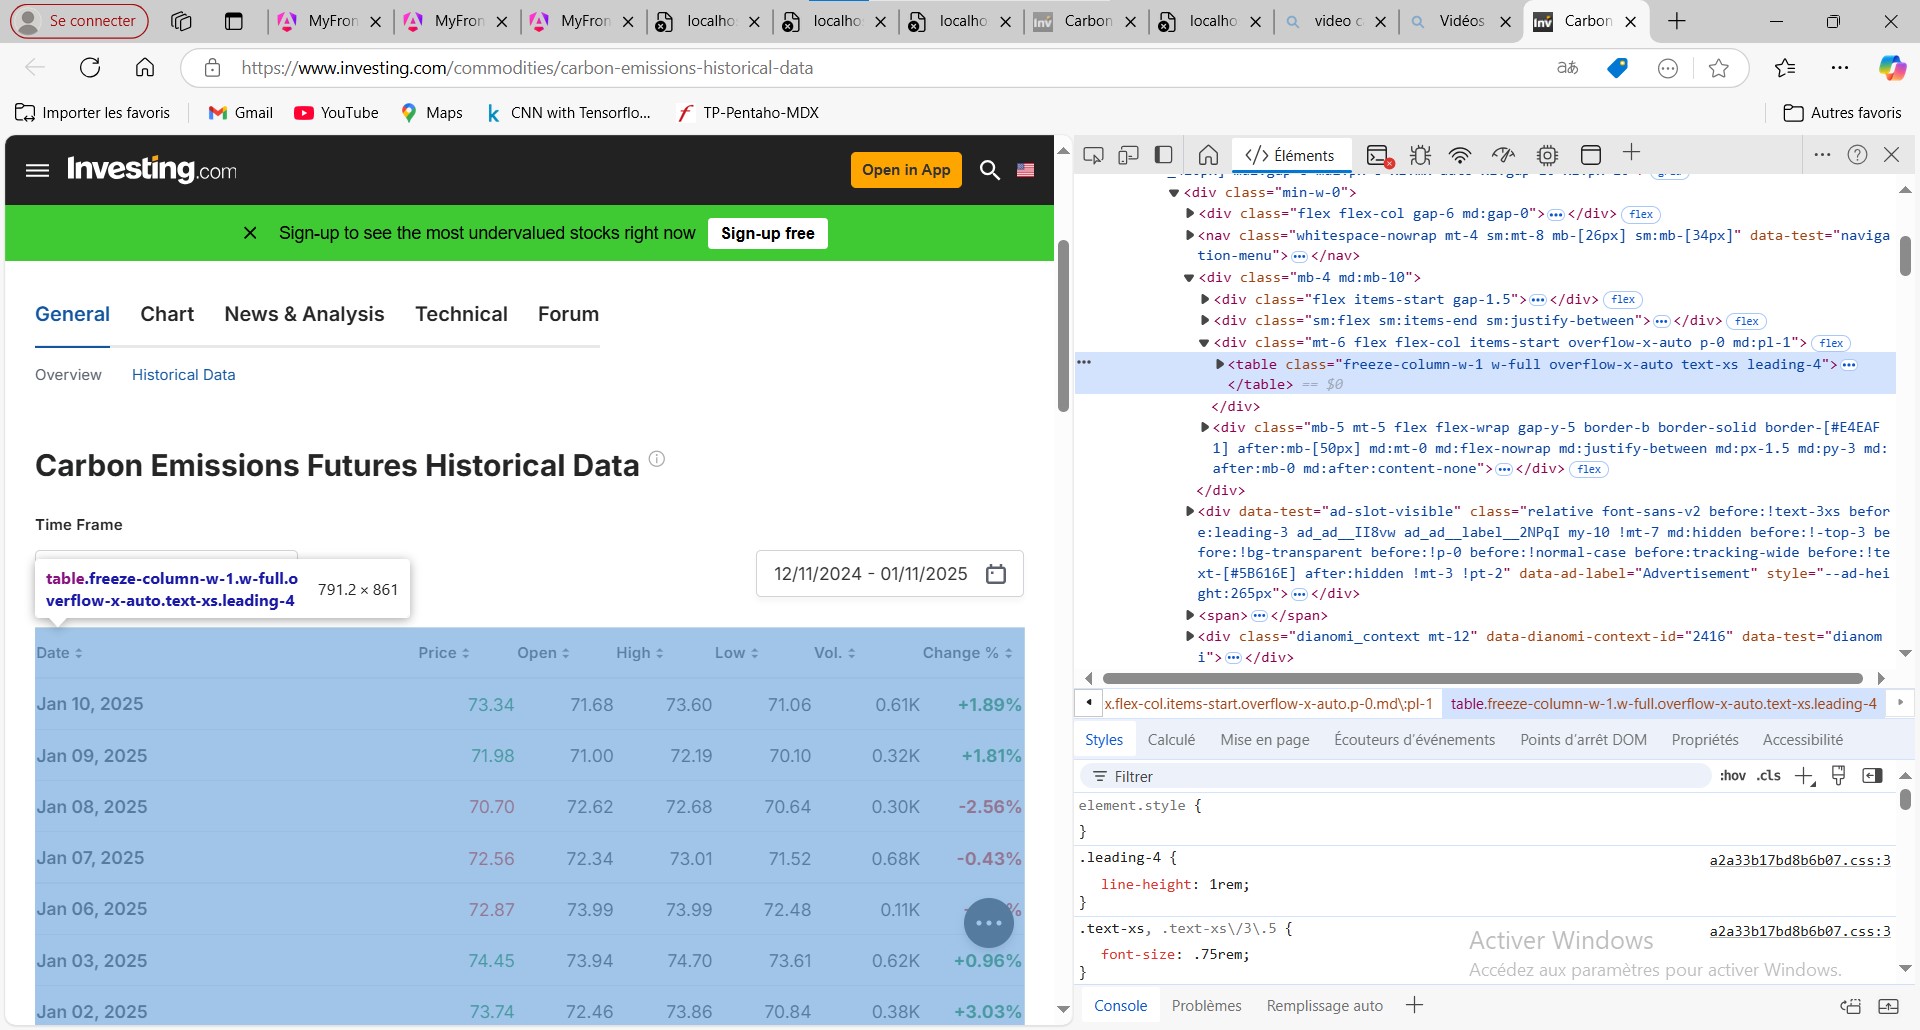 Se connecter
MyFron
MyFron
MyFron
localhos
localhos
localho
Carbon
localho
video c
Vidéos
Carbon
https://www.investing.com/commodities/carbon-emissions-historical-data
Importer les favoris
Gmail
YouTube
Maps
CNN with Tensorflo...
TP-Pentaho-MDX
Autres favoris
Investing.com
Open in App
Sign-up to see the most undervalued stocks right now
Sign-up free
General Chart News & Analysis Technical Forum
Overview Historical Data
Carbon Emissions Futures Historical Data
Time Frame
table.freeze-column-w-1.w-full.o
verflow-x-auto.text-xs.leading-4
791.2 × 861
12/11/2024 - 01/11/2025
Date Price Open High Low Vol. Change %
Jan 10, 2025 73.34 71.68 73.60 71.06 0.61K +1.89%
Jan 09, 2025 71.98 71.00 72.19 70.10 0.32K +1.81%
Jan 08, 2025 70.70 72.62 72.68 70.64 0.30K -2.56%
Jan 07, 2025 72.56 72.34 73.01 71.52 0.68K -0.43%
Jan 06, 2025 72.87 73.99 73.99 72.48 0.11K
Jan 03, 2025 74.45 73.94 74.70 73.61 0.62K +0.96%
Jan 02, 2025 73.74 72.46 73.86 70.84 0.38K +3.03%
</> Éléments
<div class="min-w-0">
<div class="flex flex-col gap-6 md:gap-0">…</div> flex
<nav class="whitespace-nowrap mt-4 sm:mt-8 mb-[26px] sm:mb-[34px]" data-test="naviga
tion-menu">…</nav>
<div class="mb-4 md:mb-10">
<div class="flex items-start gap-1.5">…</div> flex
<div class="sm:flex sm:items-end sm:justify-between">…</div> flex
<div class="mt-6 flex flex-col items-start overflow-x-auto p-0 md:pl-1"> flex
<table class="freeze-column-w-1 w-full overflow-x-auto text-xs leading-4">…
</table> == $0
</div>
<div class="mb-5 mt-5 flex flex-wrap gap-y-5 border-b border-solid border-[#E4EAF
1] after:mb-[50px] md:mt-0 md:flex-nowrap md:justify-between md:px-1.5 md:py-3 md:
after:mb-0 md:after:content-none">…</div> flex
</div>
<div data-test="ad-slot-visible" class="relative font-sans-v2 before:!text-3xs befor
e:leading-3 ad_ad__II8vw ad_ad__label__2NPqI my-10 !mt-7 md:hidden before:!-top-3 be
fore:!bg-transparent before:!p-0 before:!normal-case before:tracking-wide before:!te
xt-[#5B616E] after:hidden !mt-3 !pt-2" data-ad-label="Advertisement" style="--ad-hei
ght:265px">…</div>
<span>…</span>
<div class="dianomi_context mt-12" data-dianomi-context-id="2416" data-test="dianom
i">…</div>
x.flex-col.items-start.overflow-x-auto.p-0.md\:pl-1 table.freeze-column-w-1.w-full.overflow-x-auto.text-xs.leading-4
Styles Calculé Mise en page Écouteurs d'événements Points d'arrêt DOM Propriétés Accessibilité
Filtrer :hov .cls
element.style {
}
.leading-4 { a2a33b17bd8b6b07.css:3
line-height: 1rem;
}
.text-xs, .text-xs\/3\.5 { a2a33b17bd8b6b07.css:3
font-size: .75rem;
}
Activer Windows
Accédez aux paramètres pour activer Windows.
Console Problèmes Remplissage auto